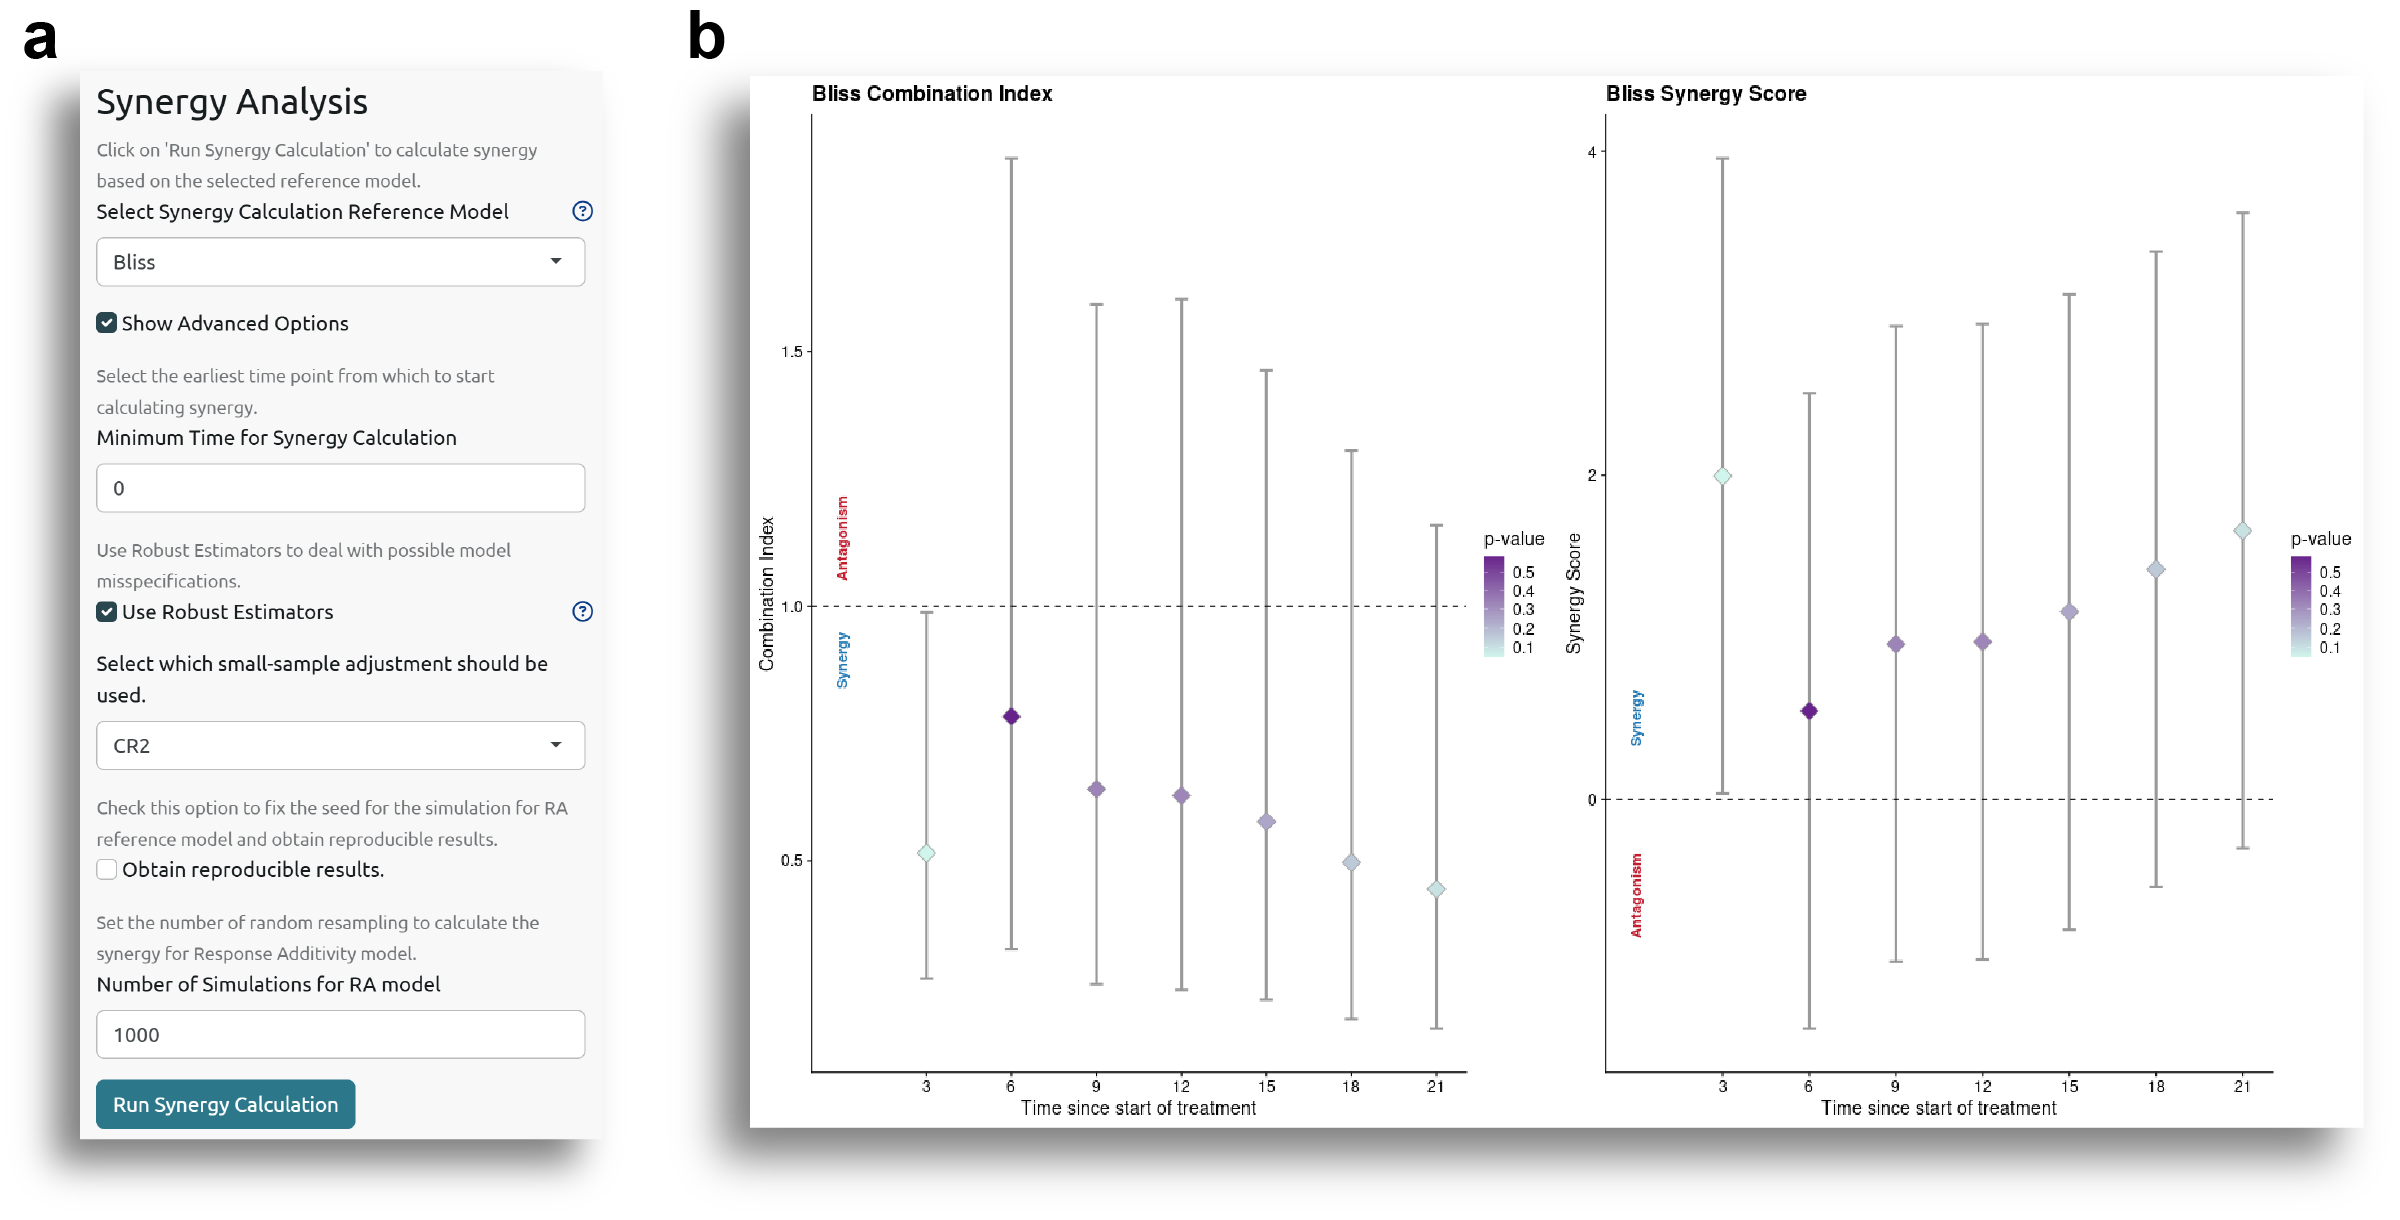 a
Synergy Analysis
Click on 'Run Synergy Calculation' to calculate synergy
based on the selected reference model.
Select Synergy Calculation Reference Model
?
Bliss
Show Advanced Options
Select the earliest time point from which to start
calculating synergy.
Minimum Time for Synergy Calculation
0
Use Robust Estimators to deal with possible model
misspecifications.
Use Robust Estimators
?
Select which small-sample adjustment should be
used.
CR2
Check this option to fix the seed for the simulation for RA
reference model and obtain reproducible results.
Obtain reproducible results.
Set the number of random resampling to calculate the
synergy for Response Additivity model.
Number of Simulations for RA model
1000
Run Synergy Calculation
b
Bliss Combination Index
Combination Index
1.5
1.0
0.5
Antagonism
Synergy
3 6 9 12 15 18 21
Time since start of treatment
p-value
0.5
0.4
0.3
0.2
0.1
Bliss Synergy Score
Synergy Score
4
2
0
Synergy
Antagonism
3 6 9 12 15 18 21
Time since start of treatment
p-value
0.5
0.4
0.3
0.2
0.1